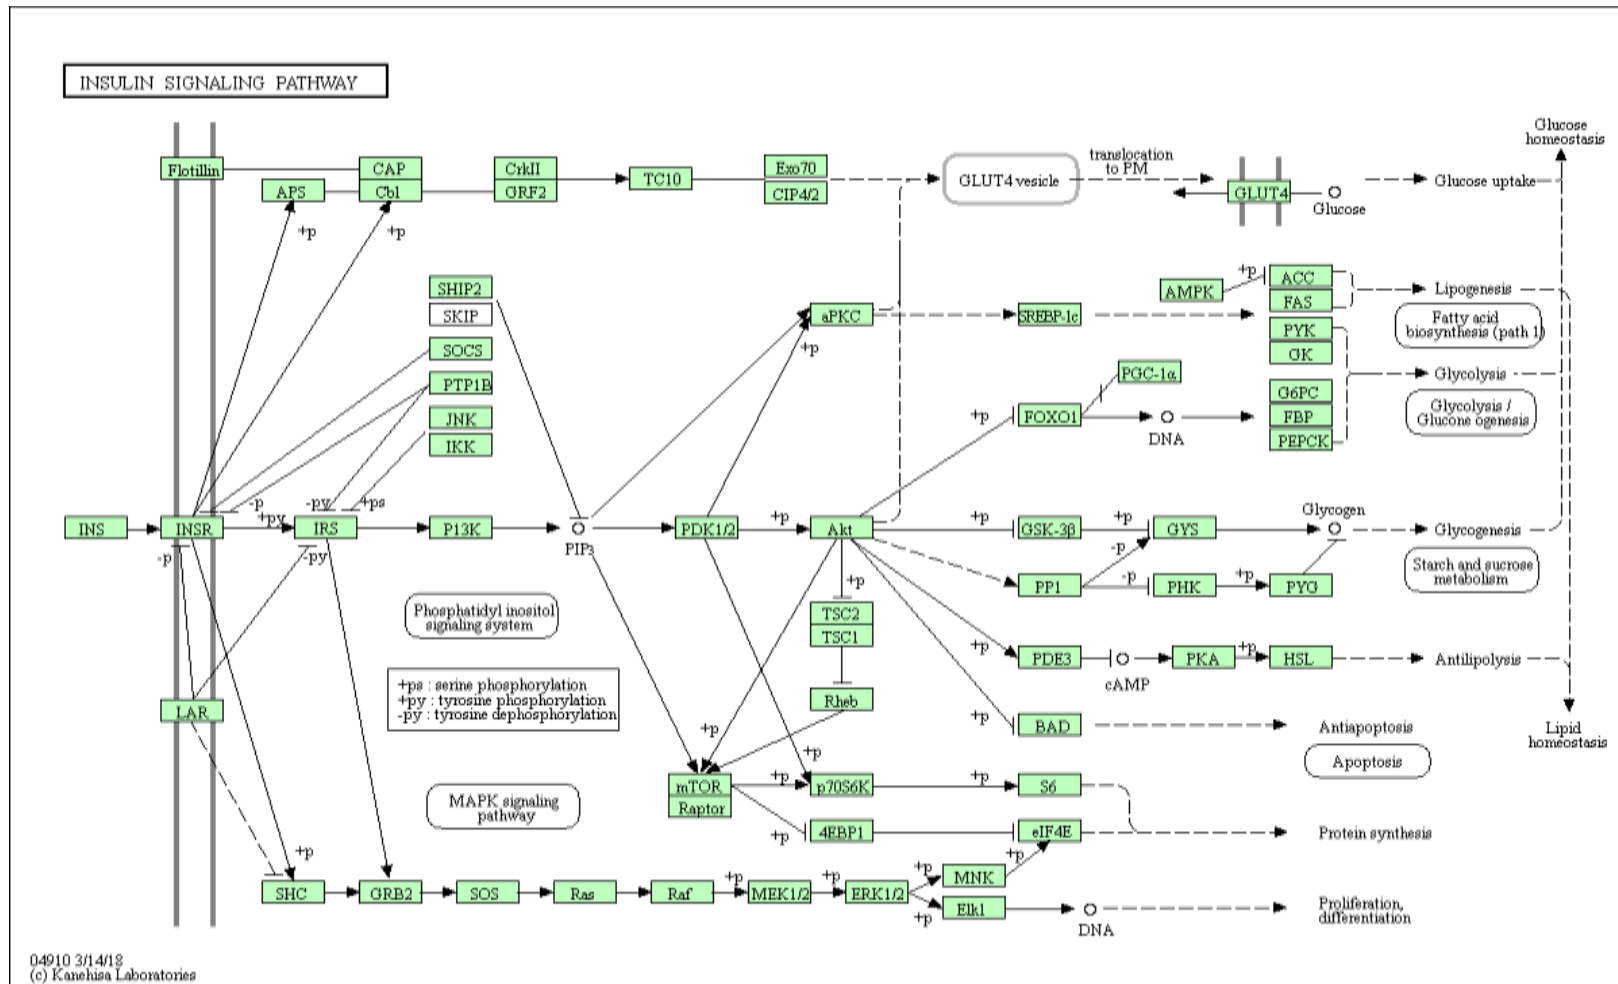 INSULIN SIGNALING PATHWAY
Glucose
homeostasis
Flotillin
CAP
CrkII
Exo70
translocation
to PM
APS
Cbl
GRF2
TC10
CIP4/2
GLUT4 vesicle
GLUT4
Glucose
Glucose uptake
+p
+p
SHIP2
SKIP
SOCS
PTP1B
JNK
IKK
aPKC
+p
SREBP-1c
AMPK
+p
ACC
FAS
PYK
GK
Lipogenesis
Fatty acid
biosynthesis (path 1)
PGC-1α
G6PC
FBP
PEPCK
Glycolysis
Glycolysis /
Glucone ogenesis
+p
FOXO1
DNA
-p
+py
-py
+ps
INS
INSR
IRS
P13K
PIP3
PDK1/2
+p
Akt
+p
GSK-3β
+p
GYS
Glycogen
Glycogenesis
-p
-py
+p
PP1
-p
-p
PHK
+p
PYG
Starch and sucrose
metabolism
Phosphatidyl inositol
signaling system
TSC2
TSC1
+p
PDE3
cAMP
PKA
+p
HSL
Antilipolysis
+ps : serine phosphorylation
+py : tyrosine phosphorylation
-py : tyrosine dephosphorylation
LAR
Rheb
+p
+p
+p
BAD
Antiapoptosis
Apoptosis
Lipid
homeostasis
MAPK signaling
pathway
mTOR
Raptor
+p
p70S6K
+p
S6
+p
4EBP1
eIF4E
Protein synthesis
+p
SHC
GRB2
SOS
Ras
Raf
+p
MEK1/2
+p
ERK1/2
+p
+p
MNK
+p
Elk1
DNA
Proliferation,
differentiation
04910 3/14/18
(c) Kanehisa Laboratories